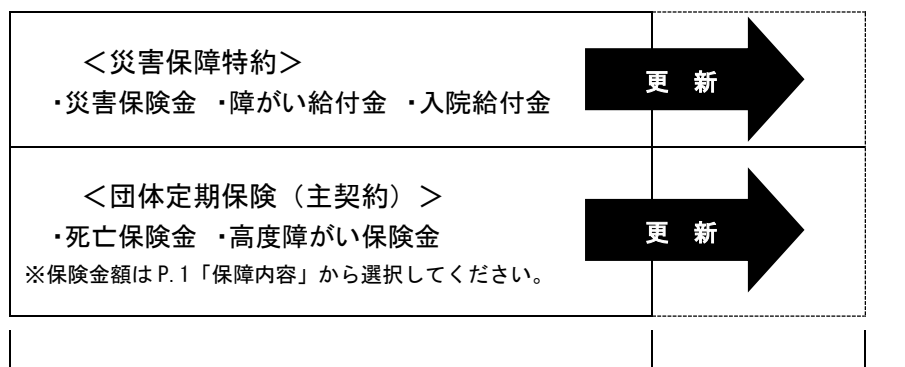 ＜災害保障特約＞
・災害保険金 ・障がい給付金 ・入院給付金
更 新
＜団体定期保険（主契約）＞
・死亡保険金 ・高度障がい保険金
更 新
※保険金額はP.1「保障内容」から選択してください。